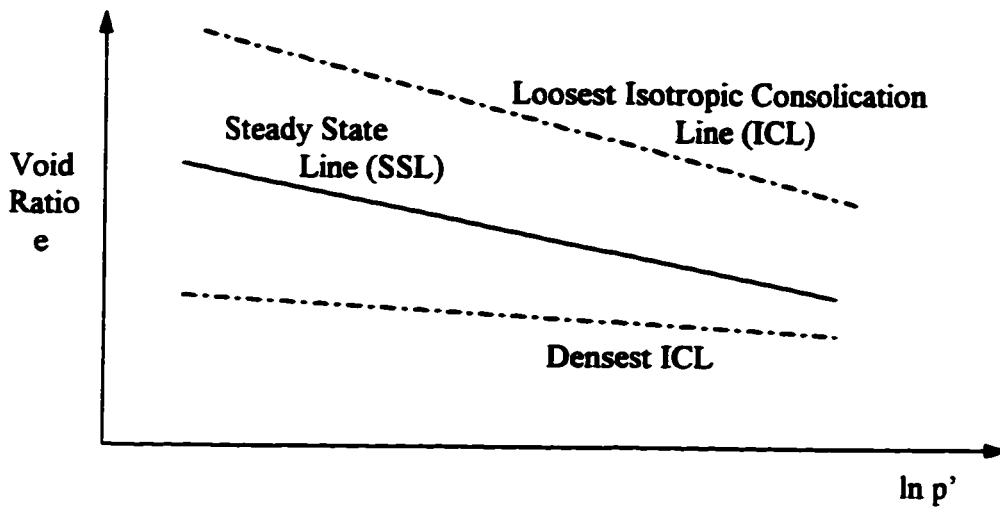 Loosest Isotropic Consolication
Line (ICL)
Steady State
Line (SSL)
Void
Ratio
e
Densest ICL
ln p'